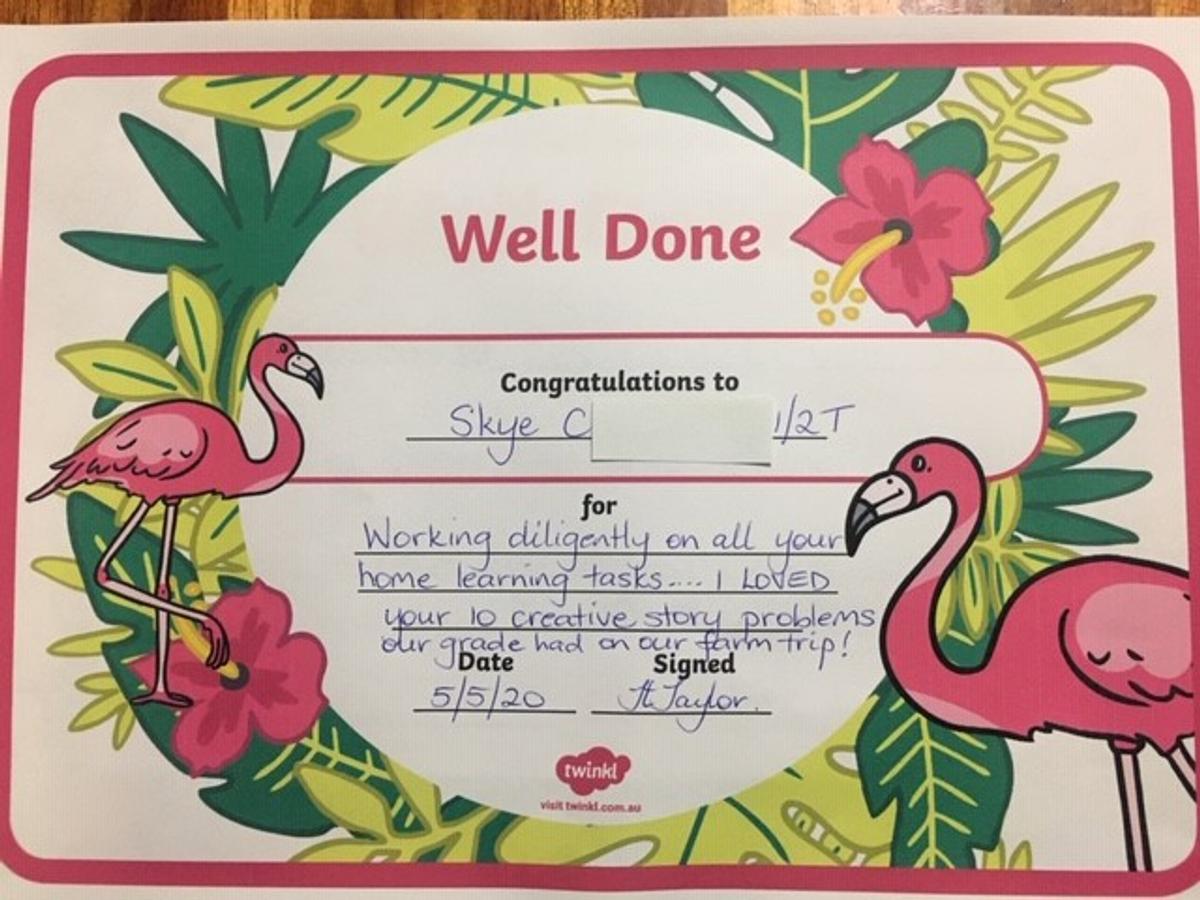 Well Done
Congratulations to
Skye C 1/2T
for
Working diligently on all your
home learning tasks.... I LOVED
your 10 creative story problems
our grade had on our farm trip!
Date Signed
5/5/20 Taylor.
twinkl
visit twinkl.com.au